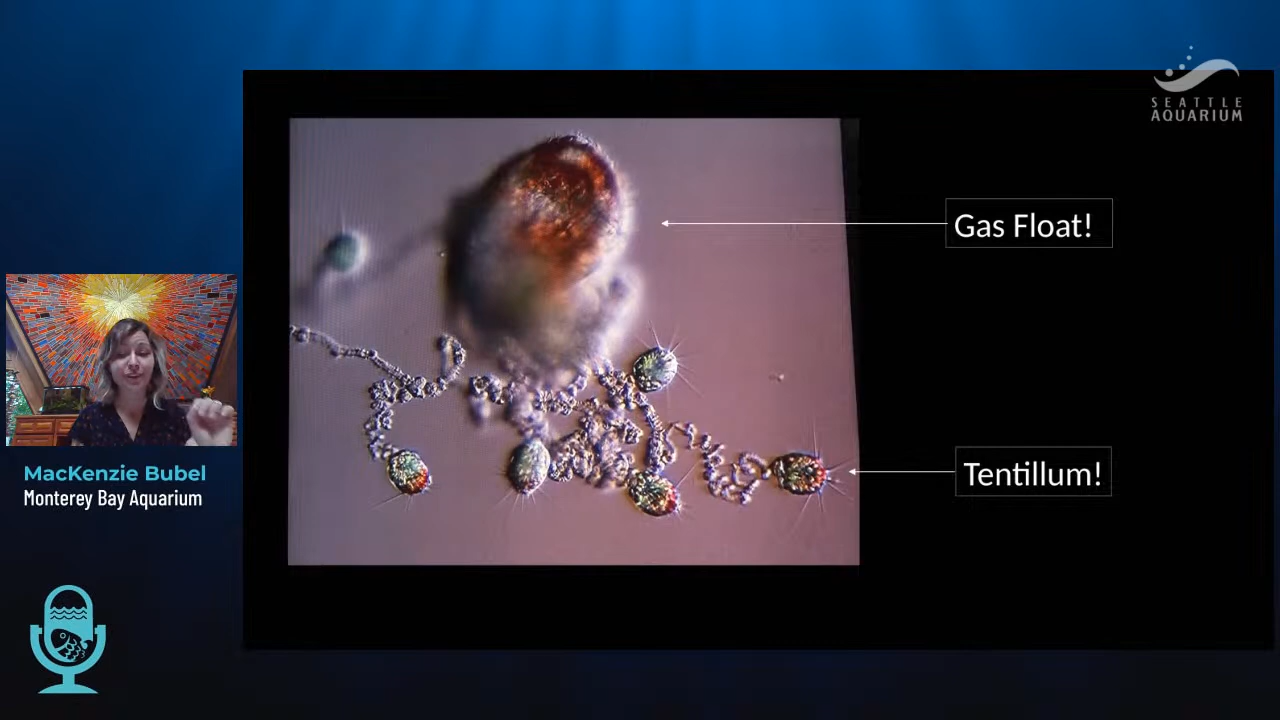 SEATTLE
AQUARIUM
Gas Float!
Tentillum!
MacKenzie Bubel
Monterey Bay Aquarium